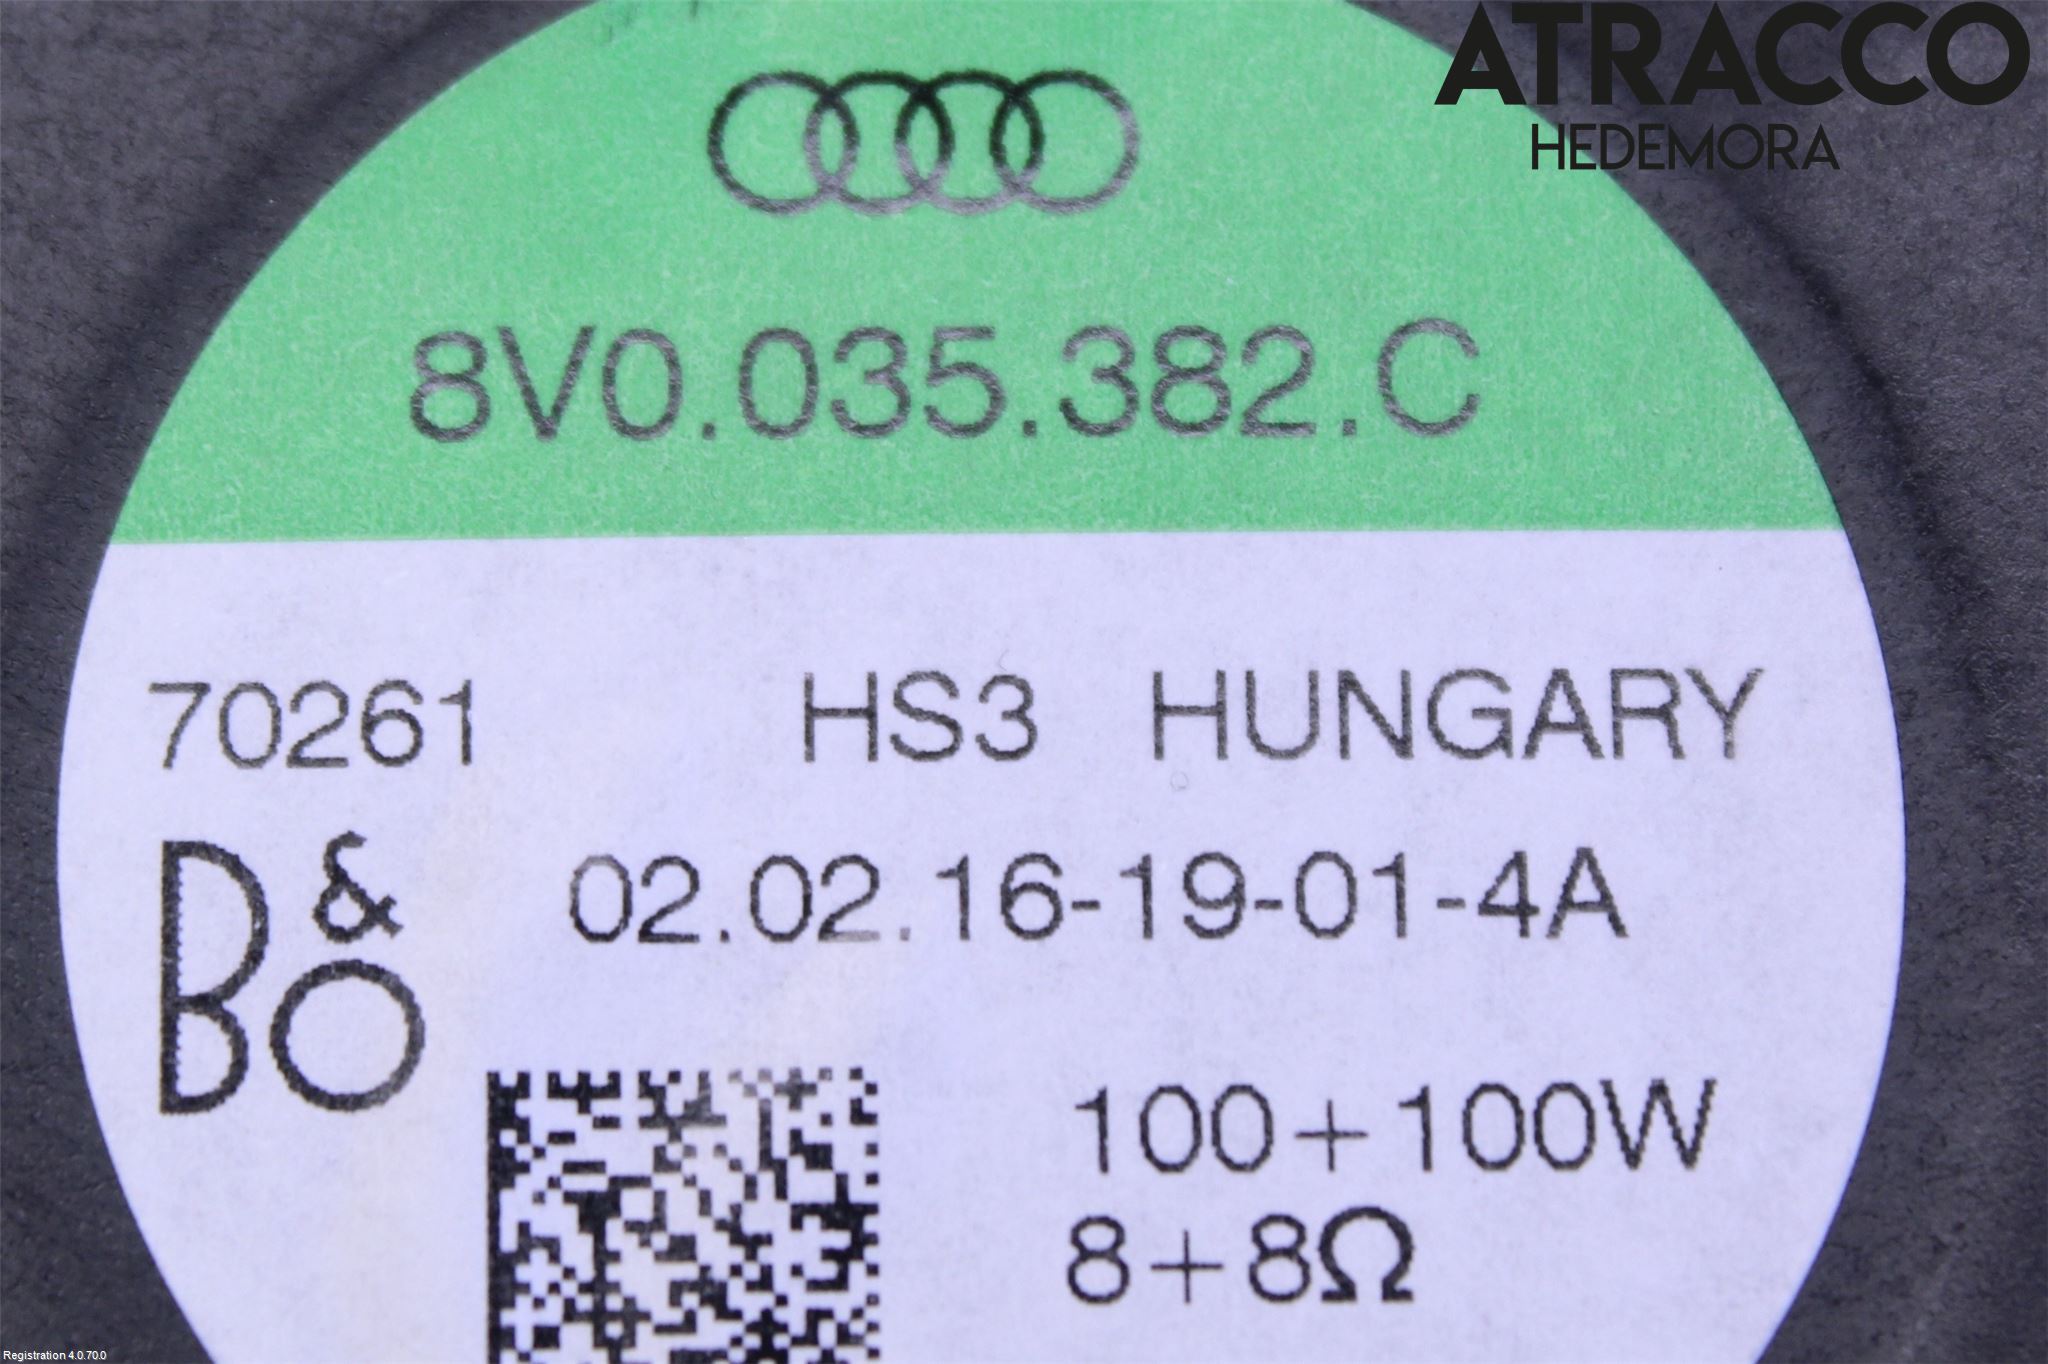 ATRACCO
HEDEMORA
8V0.035.382.C
70261 HS3 HUNGARY
B&O 02.02.16-19-01-4A
100+100W
8+8Ω
Registration 4.0.70.0